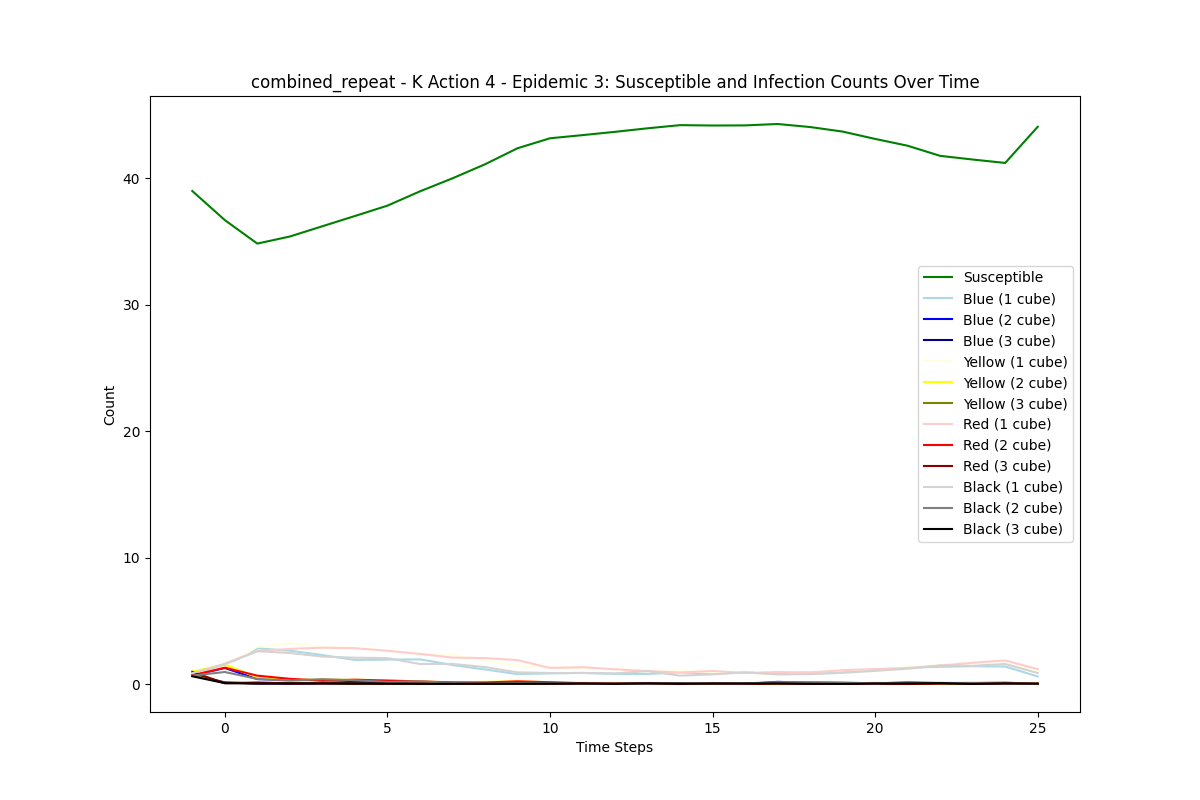 combined_repeat - K Action 4 - Epidemic 3: Susceptible and Infection Counts Over Time
Count
40
30
20
10
0
Susceptible
Blue (1 cube)
Blue (2 cube)
Blue (3 cube)
Yellow (1 cube)
Yellow (2 cube)
Yellow (3 cube)
Red (1 cube)
Red (2 cube)
Red (3 cube)
Black (1 cube)
Black (2 cube)
Black (3 cube)
0 5 10 15 20 25
Time Steps